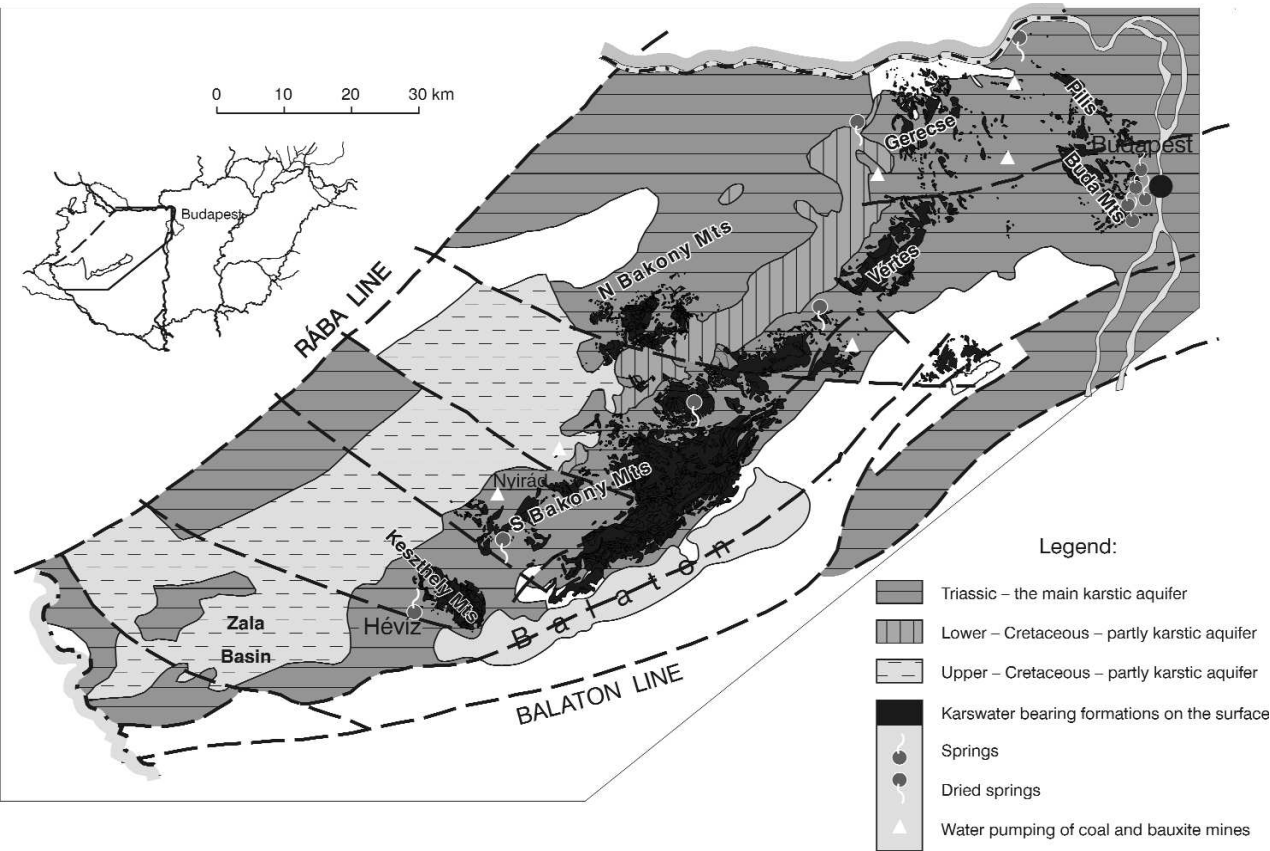 0 10 20 30 km
Budapest
RÁBA LINE
N Bakony Mts
Gerecse
Pilis
Budapest
Buda Mts
Vértes
Nyirád
S Bakony Mts
Keszthely Mts
Hévíz
Zala
Basin
Balaton
BALATON LINE
Legend:
Triassic – the main karstic aquifer
Lower – Cretaceous – partly karstic aquifer
Upper – Cretaceous – partly karstic aquifer
Karswater bearing formations on the surface
Springs
Dried springs
Water pumping of coal and bauxite mines